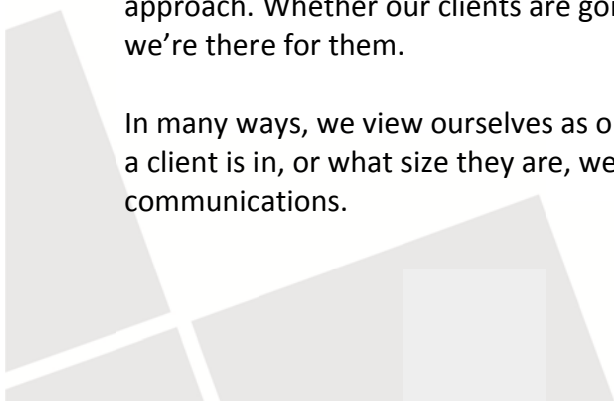 approach. Whether our clients are goi
we’re there for them.
In many ways, we view ourselves as o
a client is in, or what size they are, we
communications.